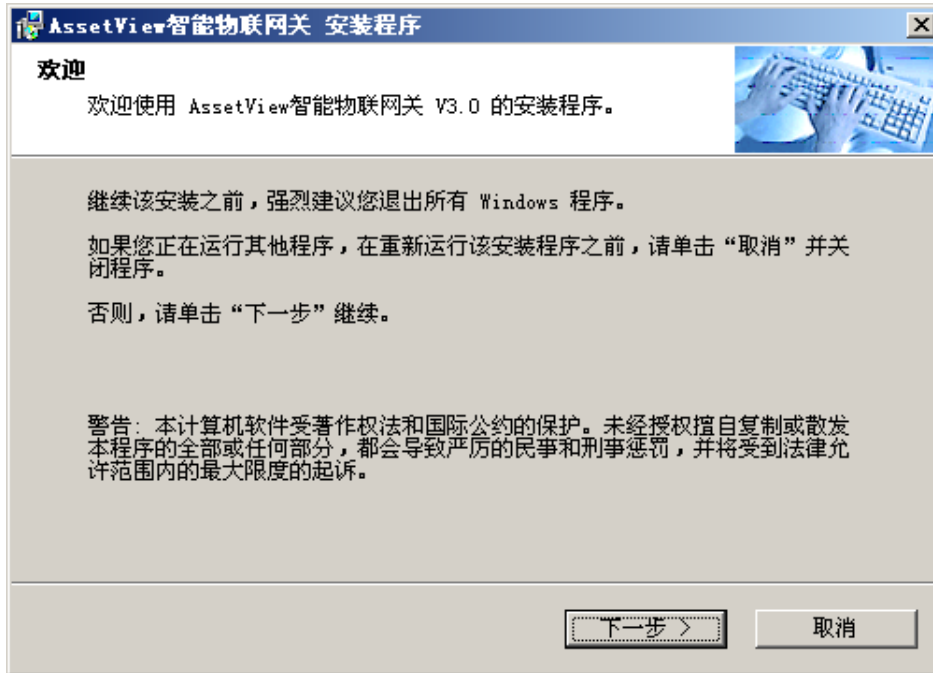 AssetView智能物联网关 安装程序
欢迎
欢迎使用 AssetView智能物联网关 V3.0 的安装程序。
继续该安装之前，强烈建议您退出所有 Windows 程序。
如果您正在运行其他程序，在重新运行该安装程序之前，请单击“取消”并关
闭程序。
否则，请单击“下一步”继续。
警告: 本计算机软件受著作权法和国际公约的保护。未经授权擅自复制或散发
本程序的全部或任何部分，都会导致严厉的民事和刑事惩罚，并将受到法律允
许范围内的最大限度的起诉。
下一步 >
取消